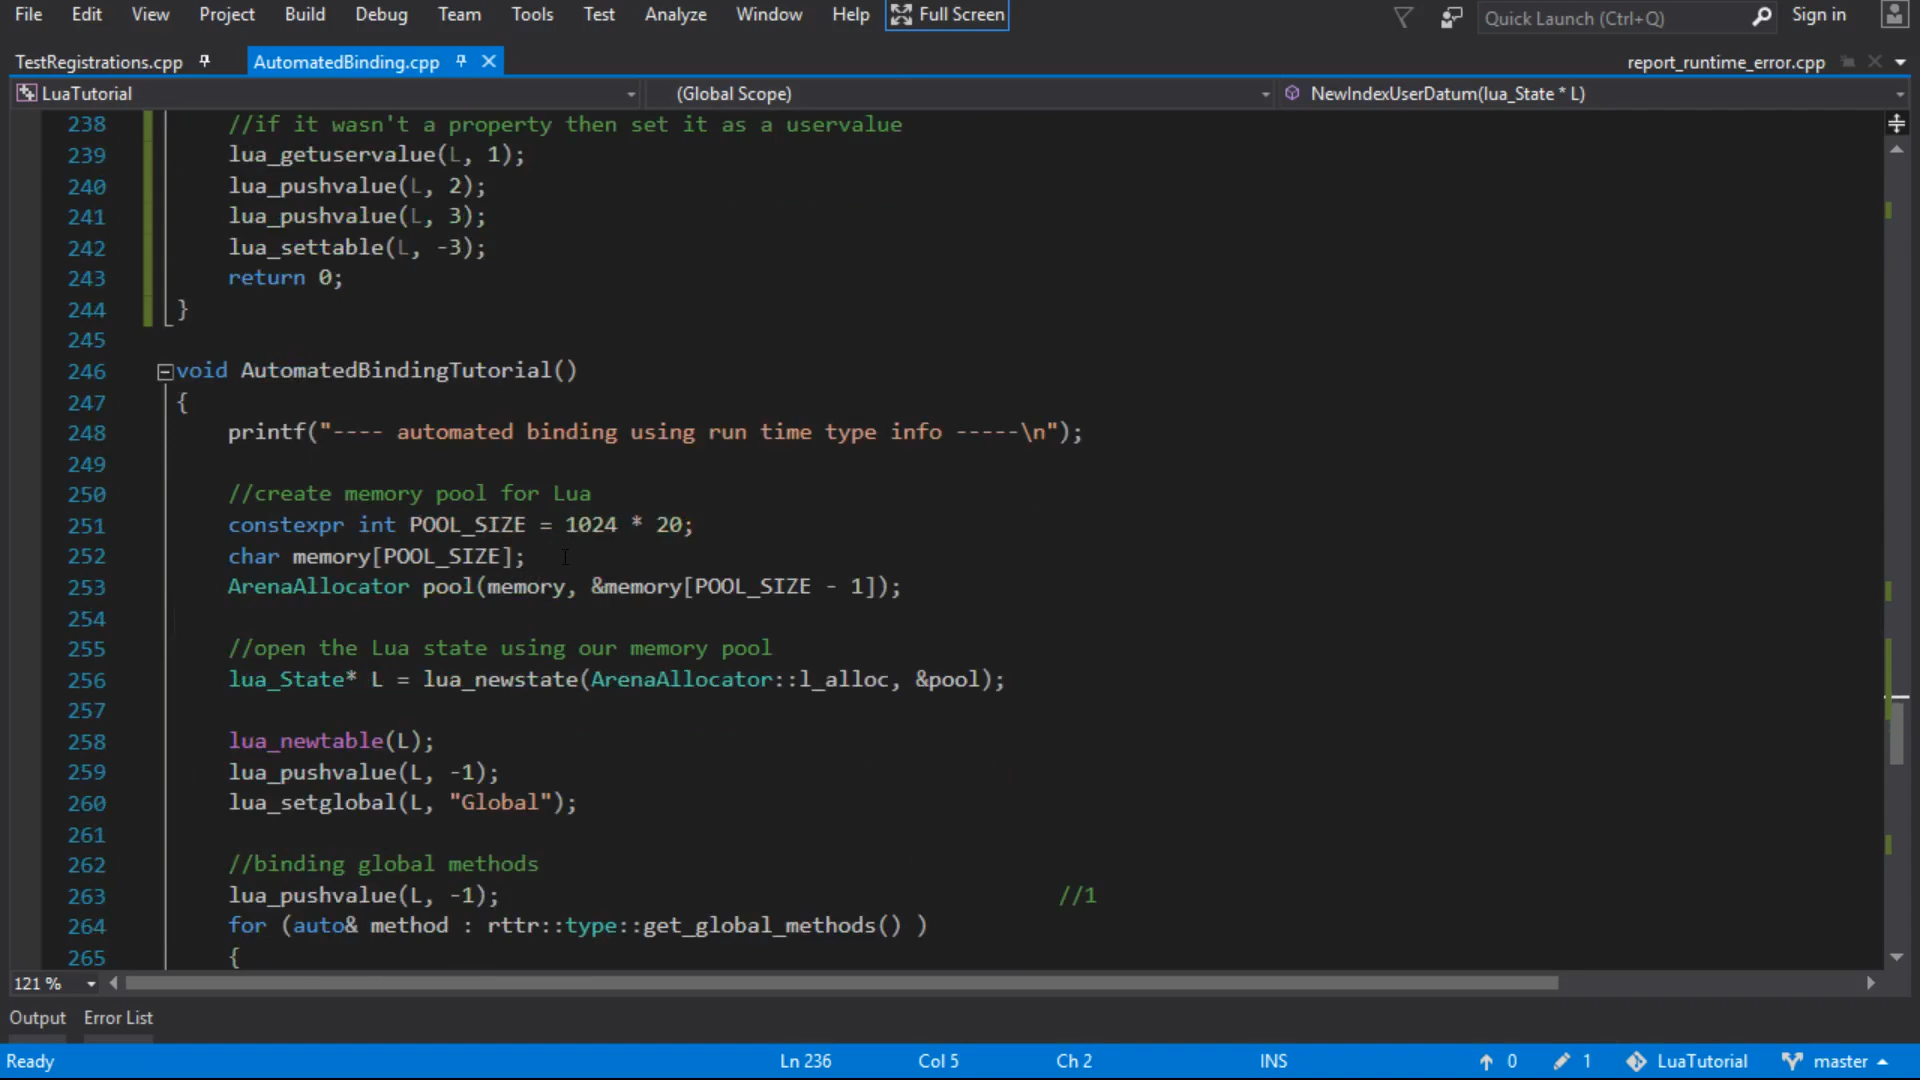 File Edit View Project Build Debug Team Tools Test Analyze Window Help Full Screen Quick Launch (Ctrl+Q) Sign in
TestRegistrations.cpp AutomatedBinding.cpp report_runtime_error.cpp
LuaTutorial (Global Scope) NewIndexUserDatum(lua_State * L)
238 //if it wasn't a property then set it as a uservalue
239 lua_getuservalue(L, 1);
240 lua_pushvalue(L, 2);
241 lua_pushvalue(L, 3);
242 lua_settable(L, -3);
243 return 0;
244 }
245
246 void AutomatedBindingTutorial()
247 {
248 printf("---- automated binding using run time type info -----\n");
249
250 //create memory pool for Lua
251 constexpr int POOL_SIZE = 1024 * 20;
252 char memory[POOL_SIZE];
253 ArenaAllocator pool(memory, &memory[POOL_SIZE - 1]);
254
255 //open the Lua state using our memory pool
256 lua_State* L = lua_newstate(ArenaAllocator::l_alloc, &pool);
257
258 lua_newtable(L);
259 lua_pushvalue(L, -1);
260 lua_setglobal(L, "Global");
261
262 //binding global methods
263 lua_pushvalue(L, -1); //1
264 for (auto& method : rttr::type::get_global_methods() )
265 {
121 %
Output Error List
Ready Ln 236 Col 5 Ch 2 INS 0 1 LuaTutorial master